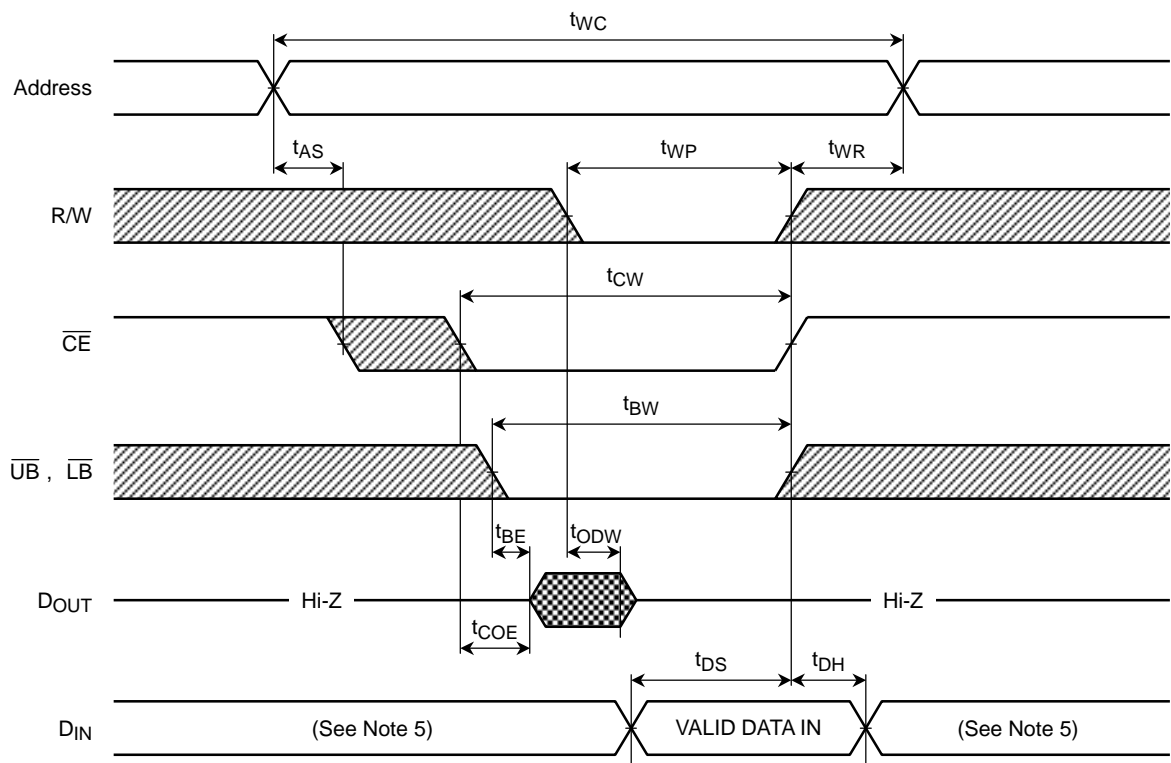 tWC
Address
tAS
tWP
tWR
R/W
tCW
CE
tBW
UB , LB
tBE
tODW
DOUT
Hi-Z
Hi-Z
tCOE
tDS
tDH
DIN
(See Note 5)
VALID DATA IN
(See Note 5)